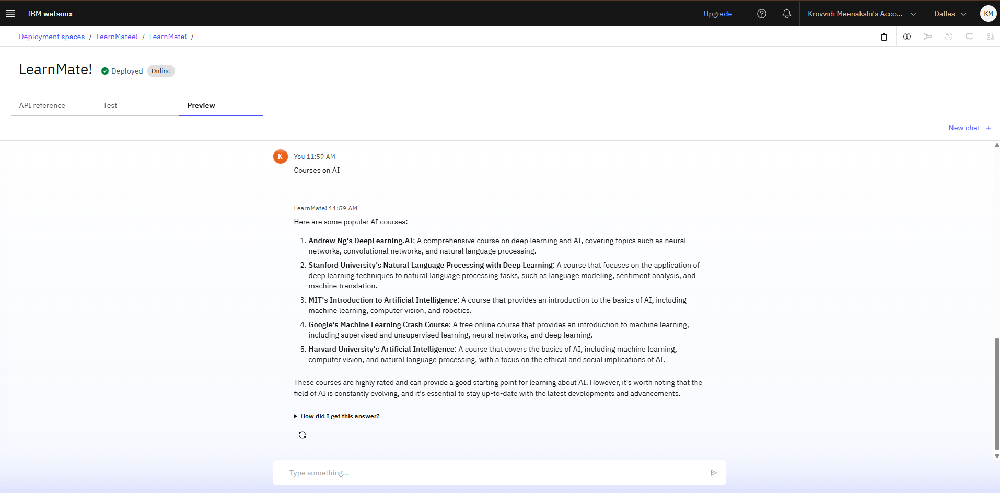 IBM watsonx
Upgrade
Krovvidi Meenakshi's Acco...
Dallas
KM
Deployment spaces / LearnMatee! / LearnMate! /
LearnMate!
Deployed
Online
API reference
Test
Preview
New chat +
K
You 11:59 AM
Courses on AI
LearnMate! 11:59 AM
Here are some popular AI courses:
1. Andrew Ng's DeepLearning.AI: A comprehensive course on deep learning and AI, covering topics such as neural
networks, convolutional networks, and natural language processing.
2. Stanford University's Natural Language Processing with Deep Learning: A course that focuses on the application of
deep learning techniques to natural language processing tasks, such as language modeling, sentiment analysis, and
machine translation.
3. MIT's Introduction to Artificial Intelligence: A course that provides an introduction to the basics of AI, including
machine learning, computer vision, and robotics.
4. Google's Machine Learning Crash Course: A free online course that provides an introduction to machine learning,
including supervised and unsupervised learning, neural networks, and deep learning.
5. Harvard University's Artificial Intelligence: A course that covers the basics of AI, including machine learning,
computer vision, and natural language processing, with a focus on the ethical and social implications of AI.
These courses are highly rated and can provide a good starting point for learning about AI. However, it's worth noting that the
field of AI is constantly evolving, and it's essential to stay up-to-date with the latest developments and advancements.
How did I get this answer?
Type something...